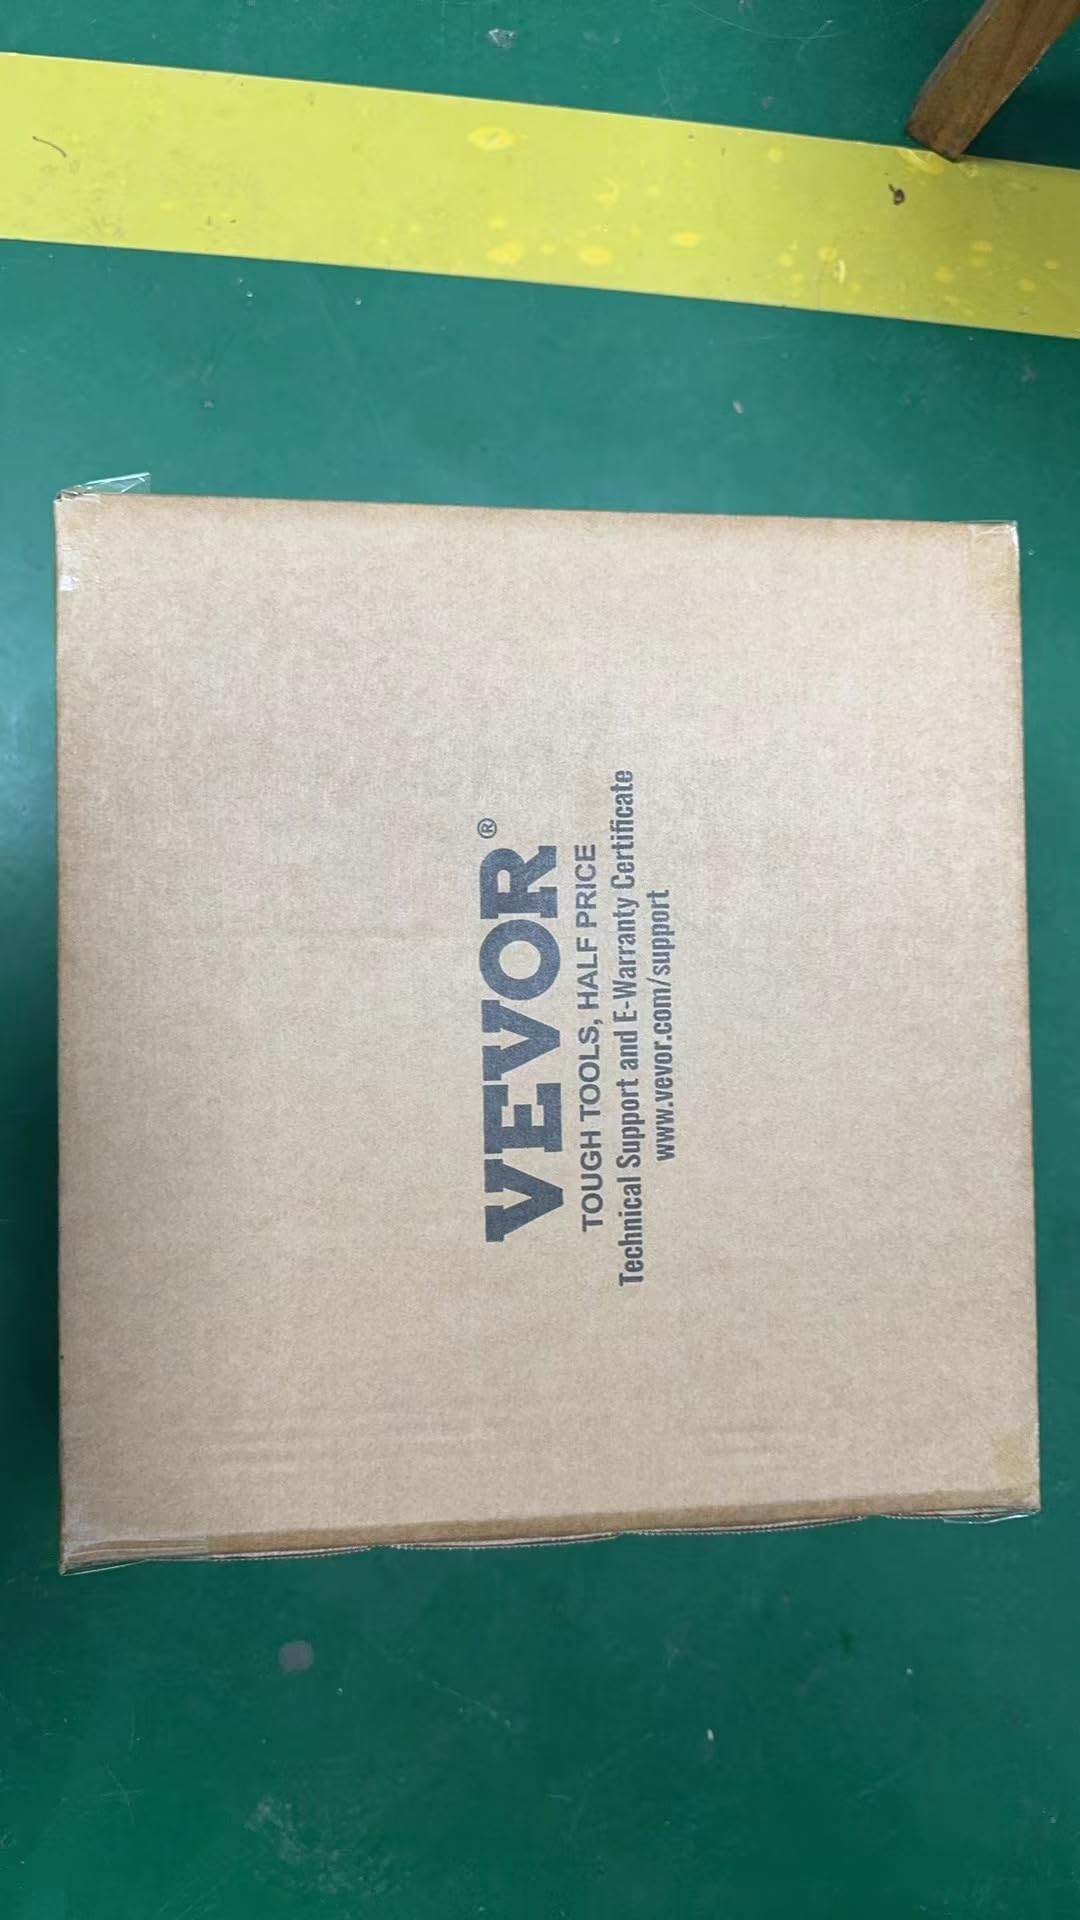 VEVOR®
TOUGH TOOLS, HALF PRICE
Technical Support and E-Warranty Certificate
www.vevor.com/support